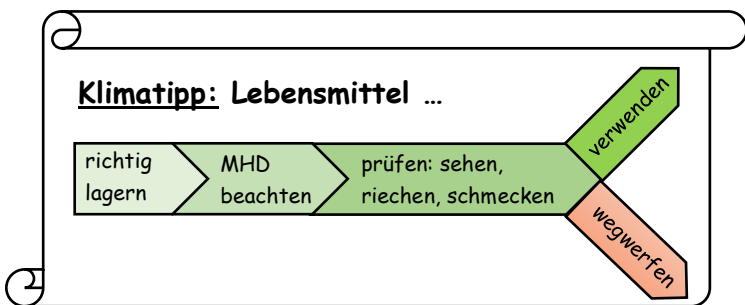 Klimatipp: Lebensmittel …
richtig
lagern
MHD
beachten
prüfen: sehen,
riechen, schmecken
verwenden
wegwerfen